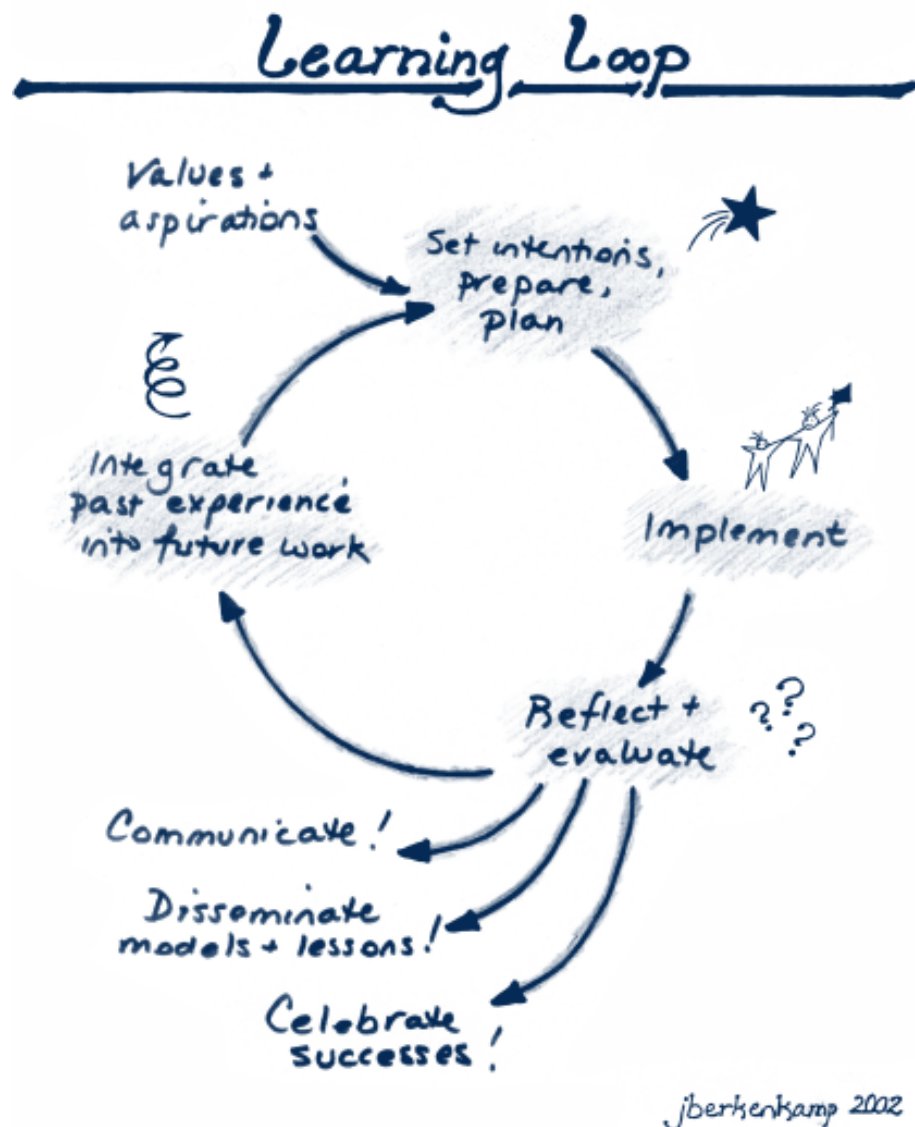 Learning Loop
Values +
aspirations
Set intentions,
prepare,
plan
Implement
Reflect +
evaluate
Integrate
past experience
into future work
Communicate!
Disseminate
models + lessons!
Celebrate
successes!
???
jberkenkamp 2002